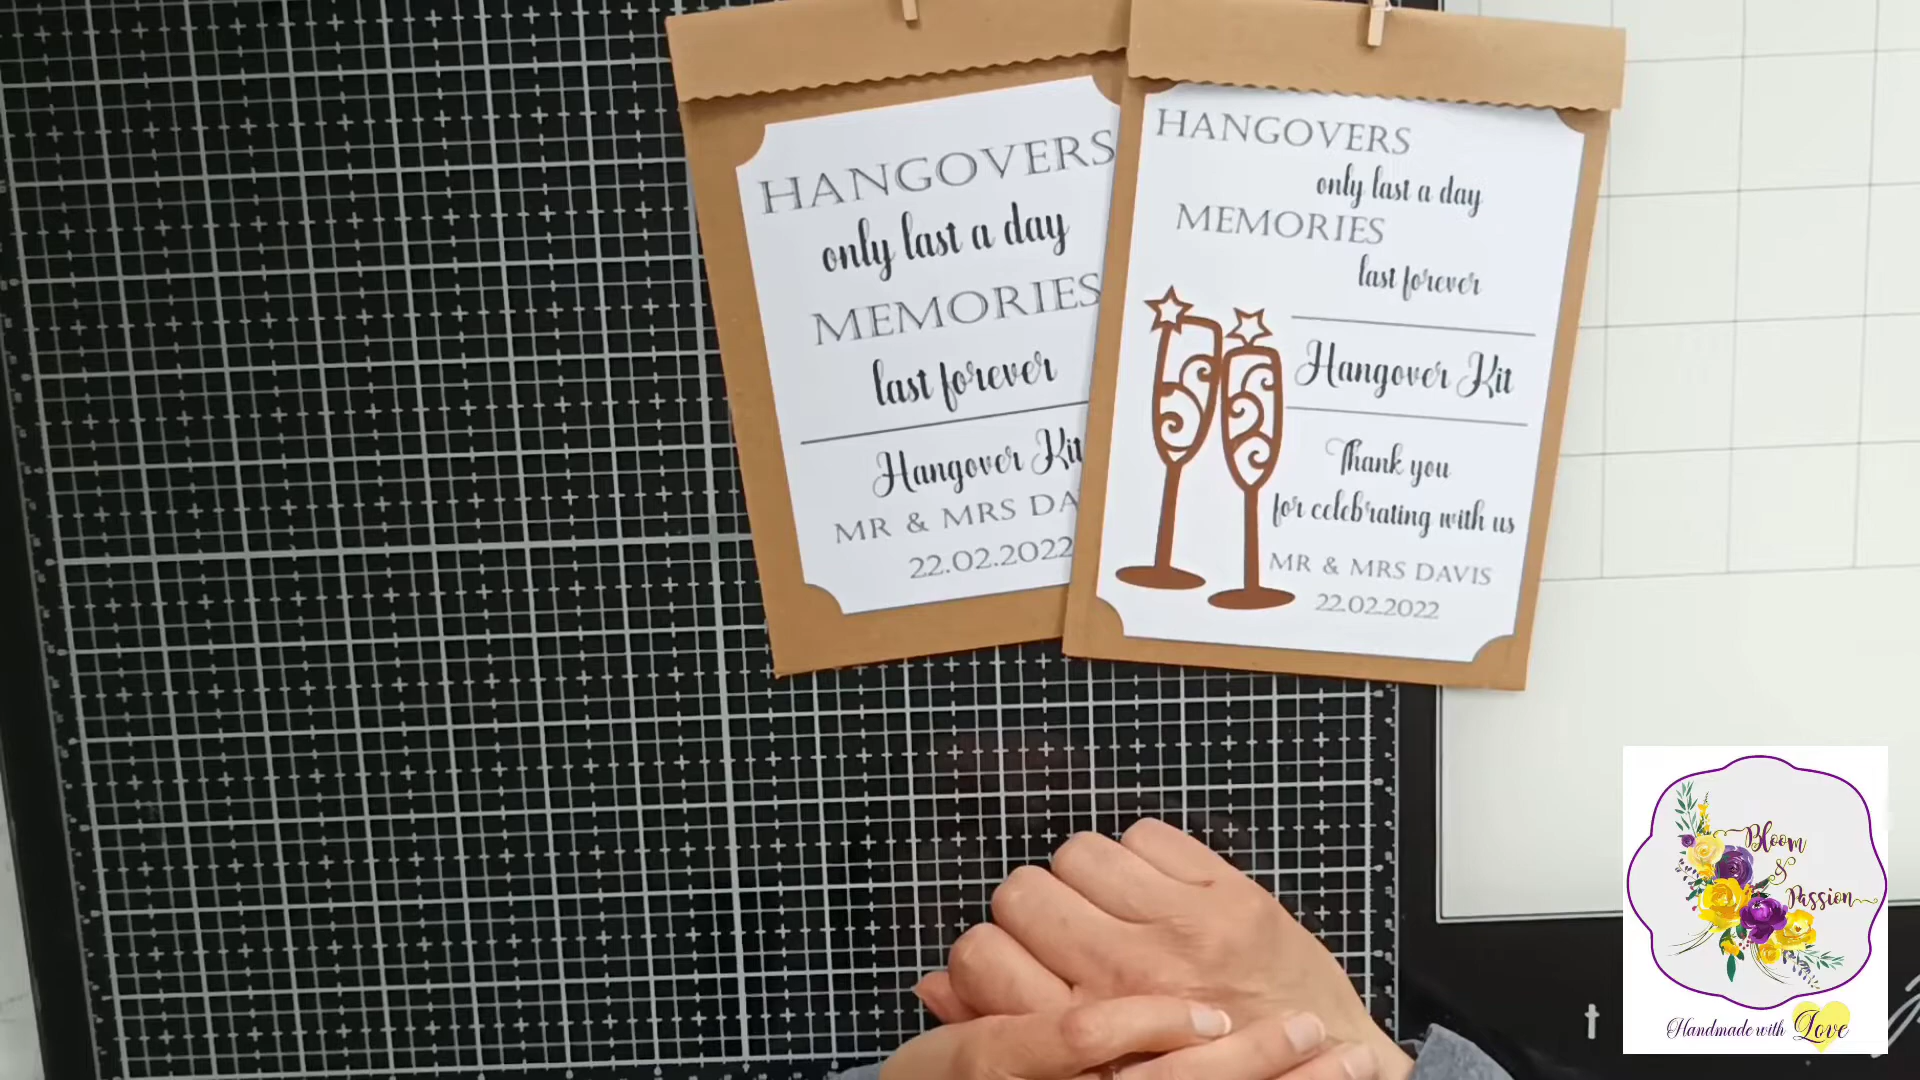 HANGOVERS
only last a day
MEMORIES
last forever
Hangover Kit
MR & MRS DA
22.02.2022
HANGOVERS
only last a day
MEMORIES
last forever
Hangover Kit
Thank you
for celebrating with us
MR & MRS DAVIS
22.02.2022
Bloom
&
Passion
Handmade with Love